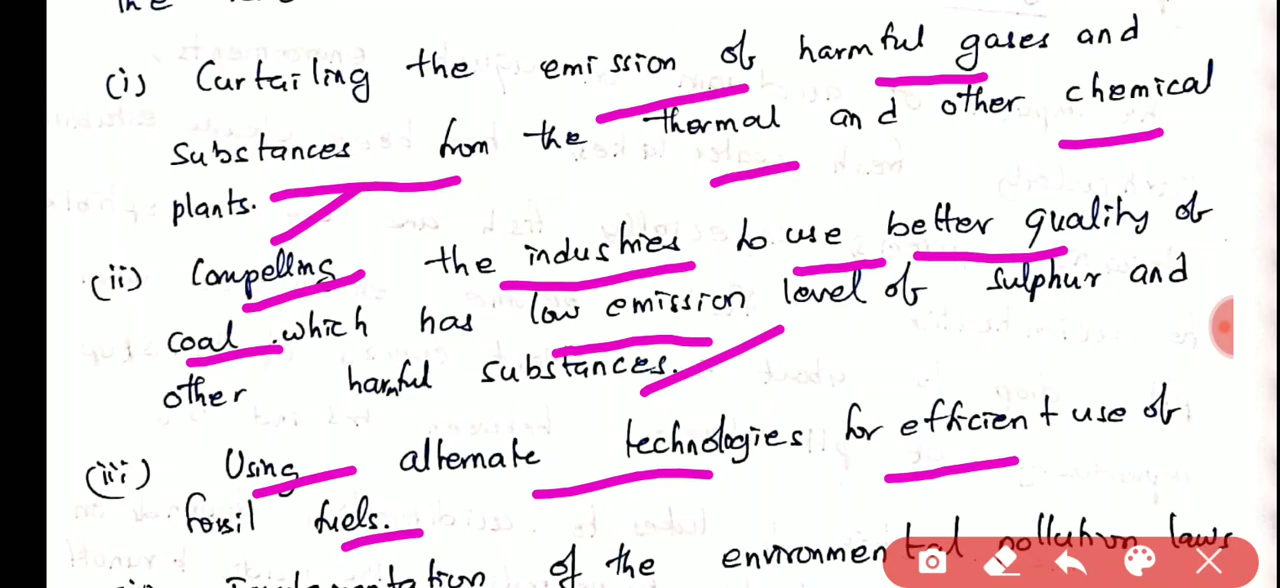 (i) Curtailing the emission of harmful gases and
substances from the thermal and other chemical
plants.
(ii) Compelling the industries to use better quality of
coal which has low emission level of sulphur and
other harmful substances.
(iii) Using alternate technologies for efficient use of
fossil fuels.
of the environmental pollution laws